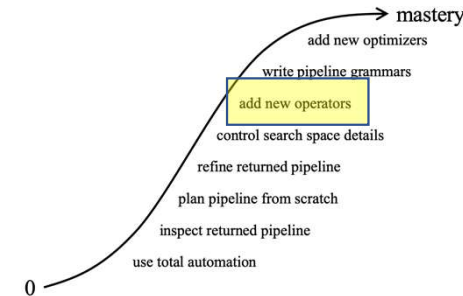 mastery
add new optimizers
write pipeline grammars
add new operators
control search space details
refine returned pipeline
plan pipeline from scratch
inspect returned pipeline
use total automation
0